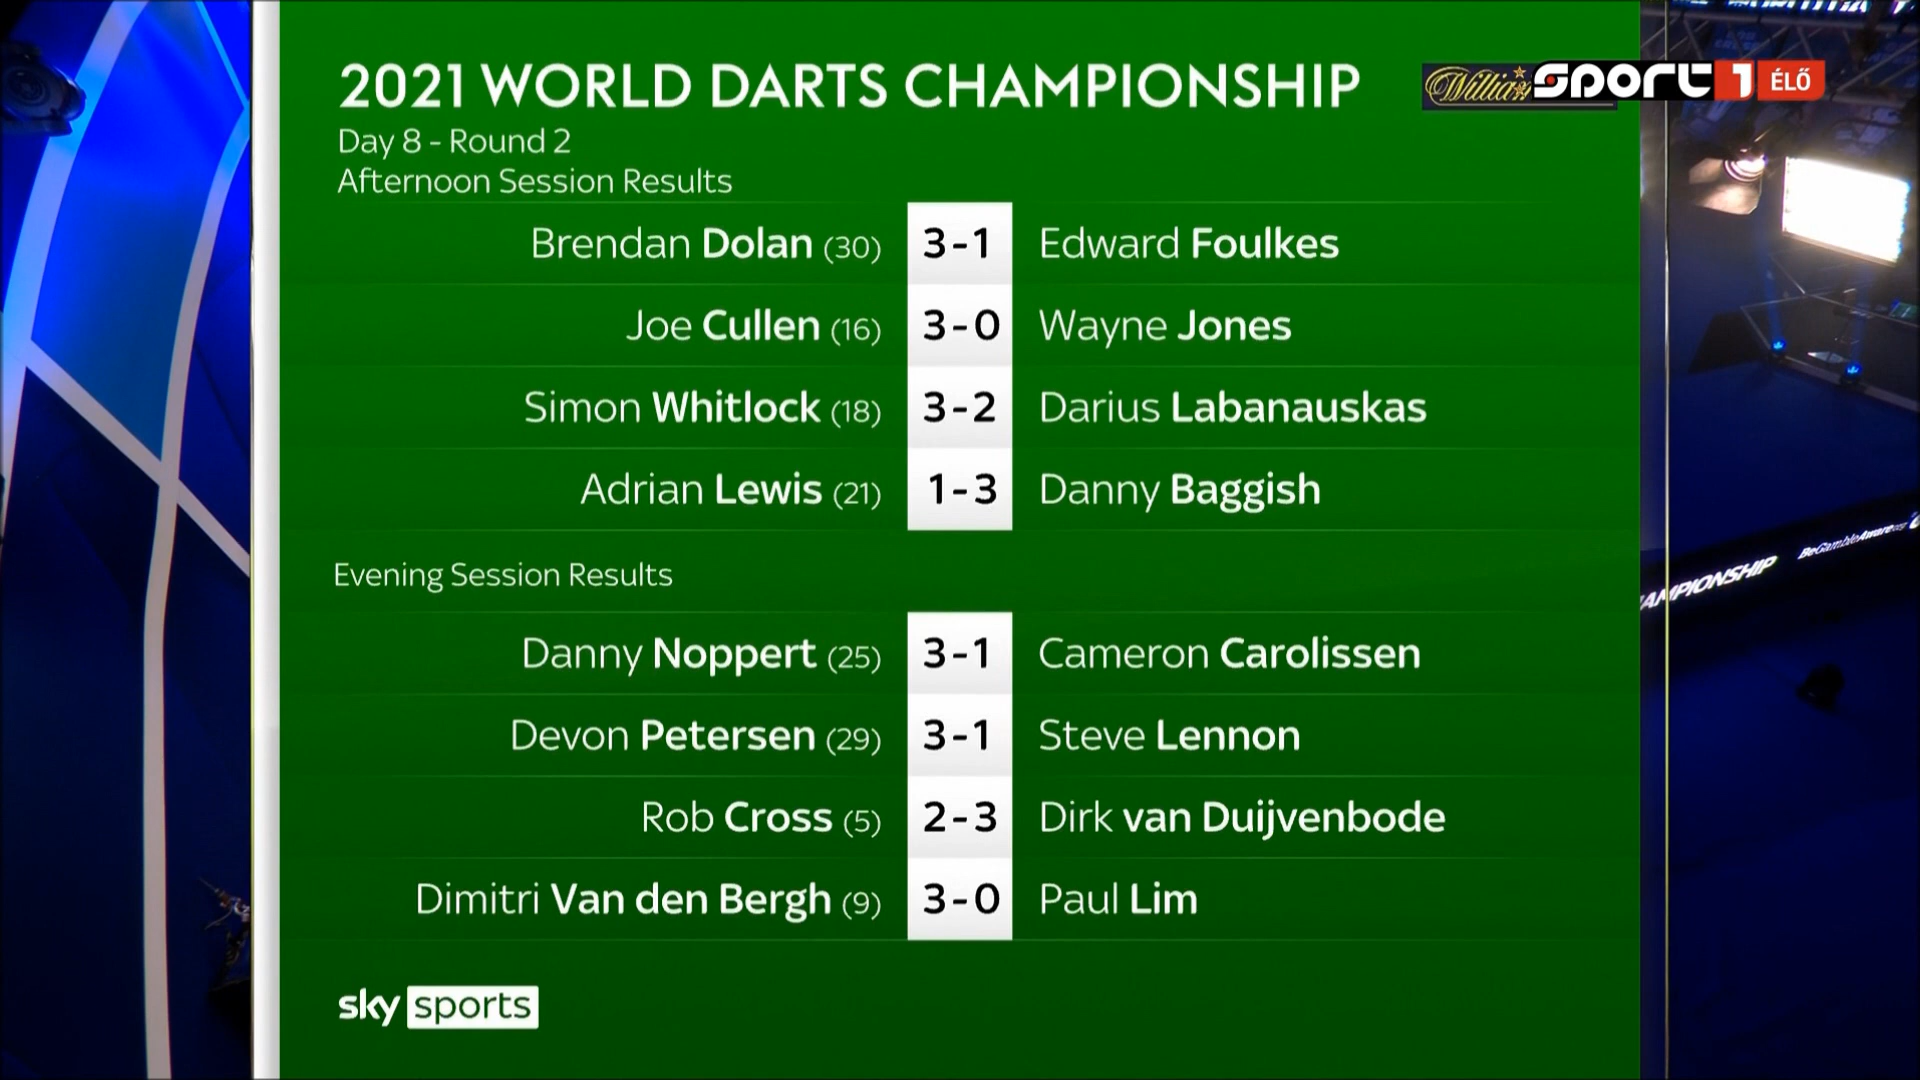 2021 WORLD DARTS CHAMPIONSHIP
sport 1 ÉLŐ
Day 8 - Round 2
Afternoon Session Results
Brendan Dolan (30) 3-1 Edward Foulkes
Joe Cullen (16) 3-0 Wayne Jones
Simon Whitlock (18) 3-2 Darius Labanauskas
Adrian Lewis (21) 1-3 Danny Baggish
BeGambleAware
AMPIONSHIP
Evening Session Results
Danny Noppert (25) 3-1 Cameron Carolissen
Devon Petersen (29) 3-1 Steve Lennon
Rob Cross (5) 2-3 Dirk van Duijvenbode
Dimitri Van den Bergh (9) 3-0 Paul Lim
sky sports